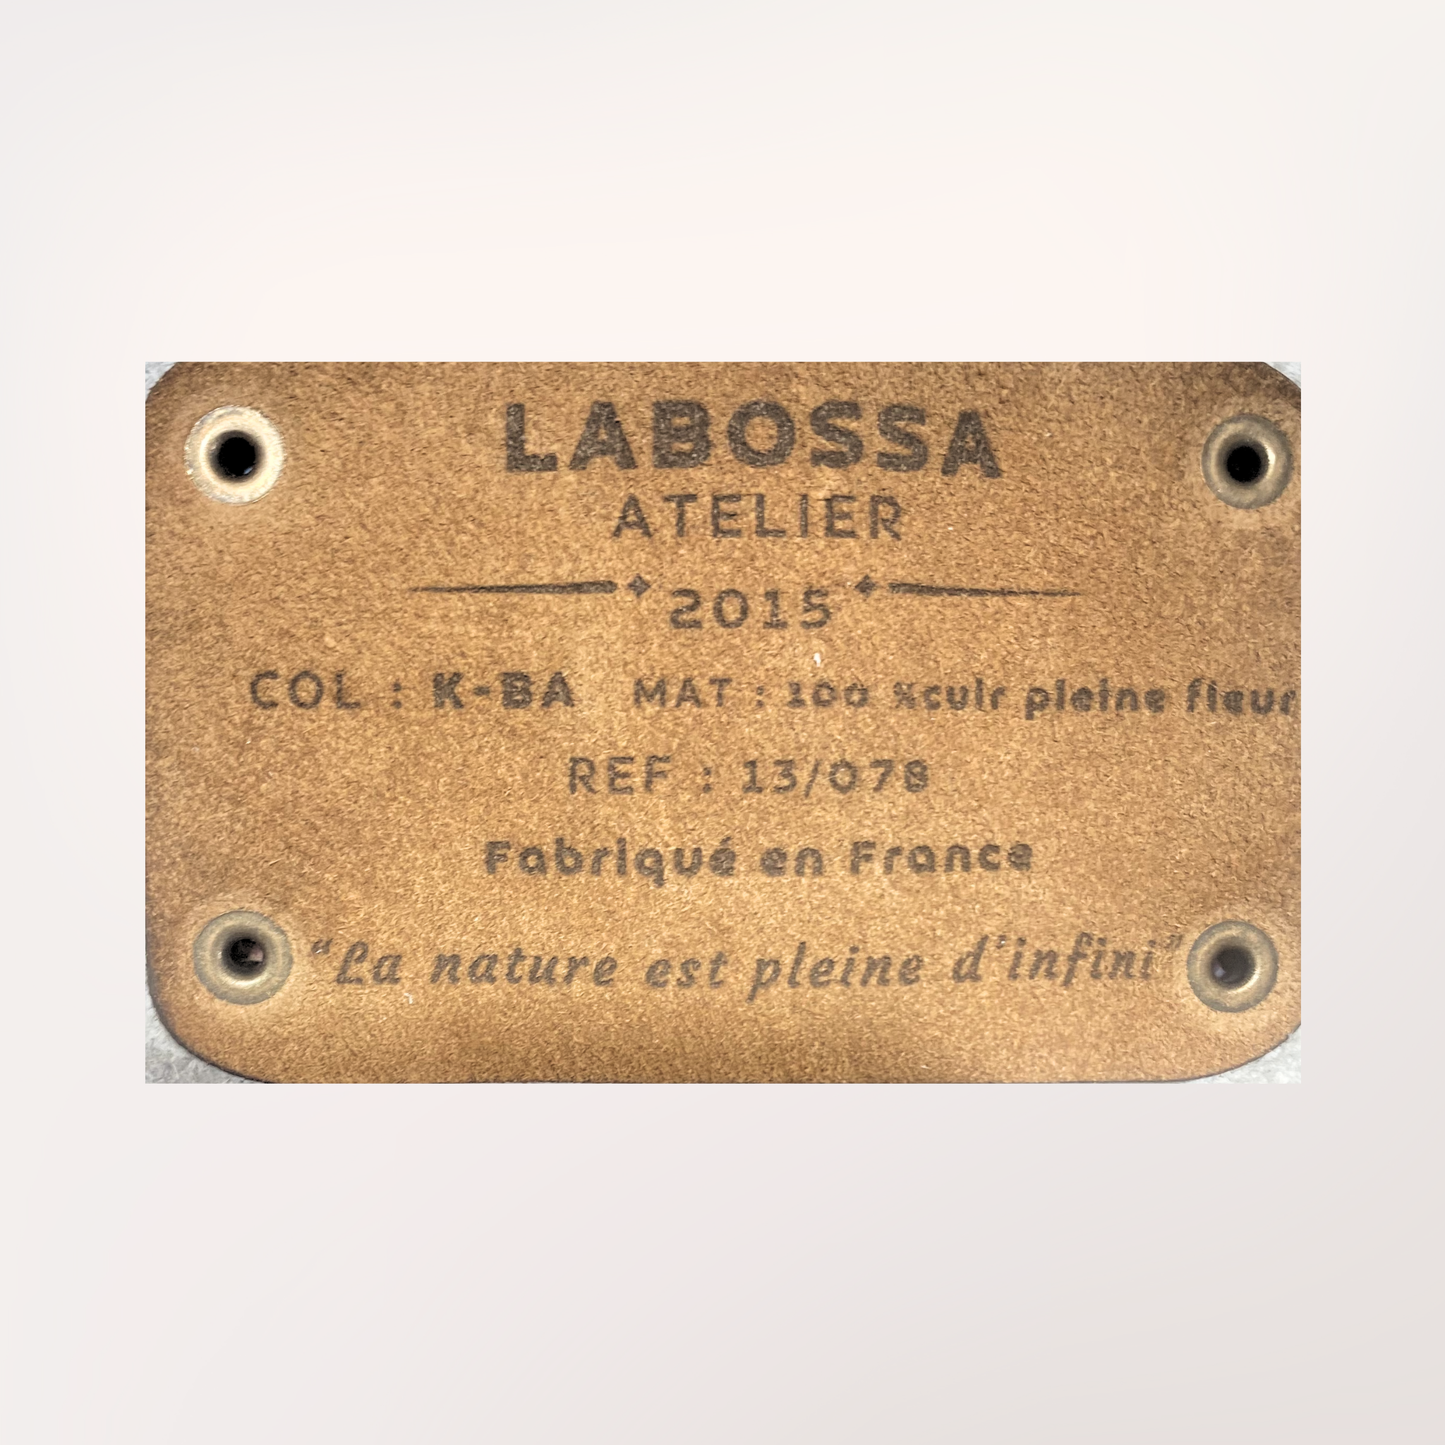 LABOSSA
ATELIER
2015
COL : K-BA MAT : 100 %cuir pleine fleur
REF : 13/078
Fabriqué en France
“La nature est pleine d'infini”